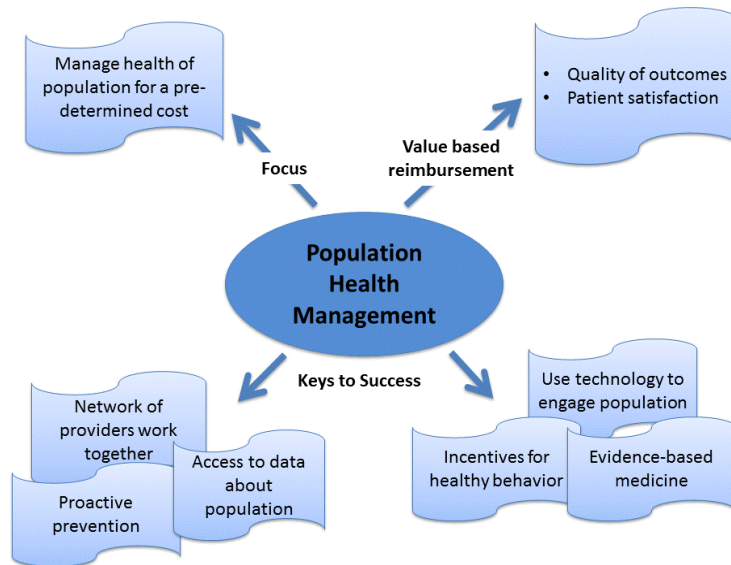 Manage health of
population for a pre-
determined cost
• Quality of outcomes
• Patient satisfaction
Focus
Value based
reimbursement
Population
Health
Management
Keys to Success
Network of
providers work
together
Access to data
about
population
Proactive
prevention
Use technology to
engage population
Incentives for
healthy behavior
Evidence-based
medicine